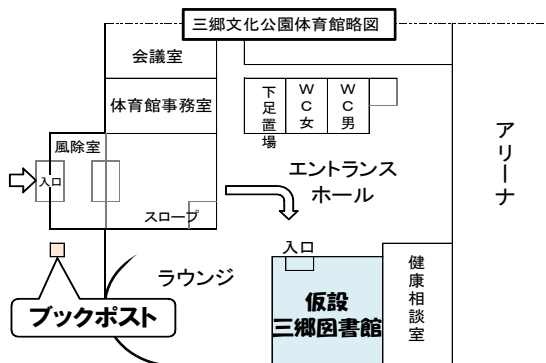 三郷文化公園体育館略図
会議室
体育館事務室
下足置場
WC女
WC男
風除室
入口
アリーナ
エントランス
ホール
スロープ
入口
ラウンジ
健康相談室
仮設
三郷図書館
ブックポスト